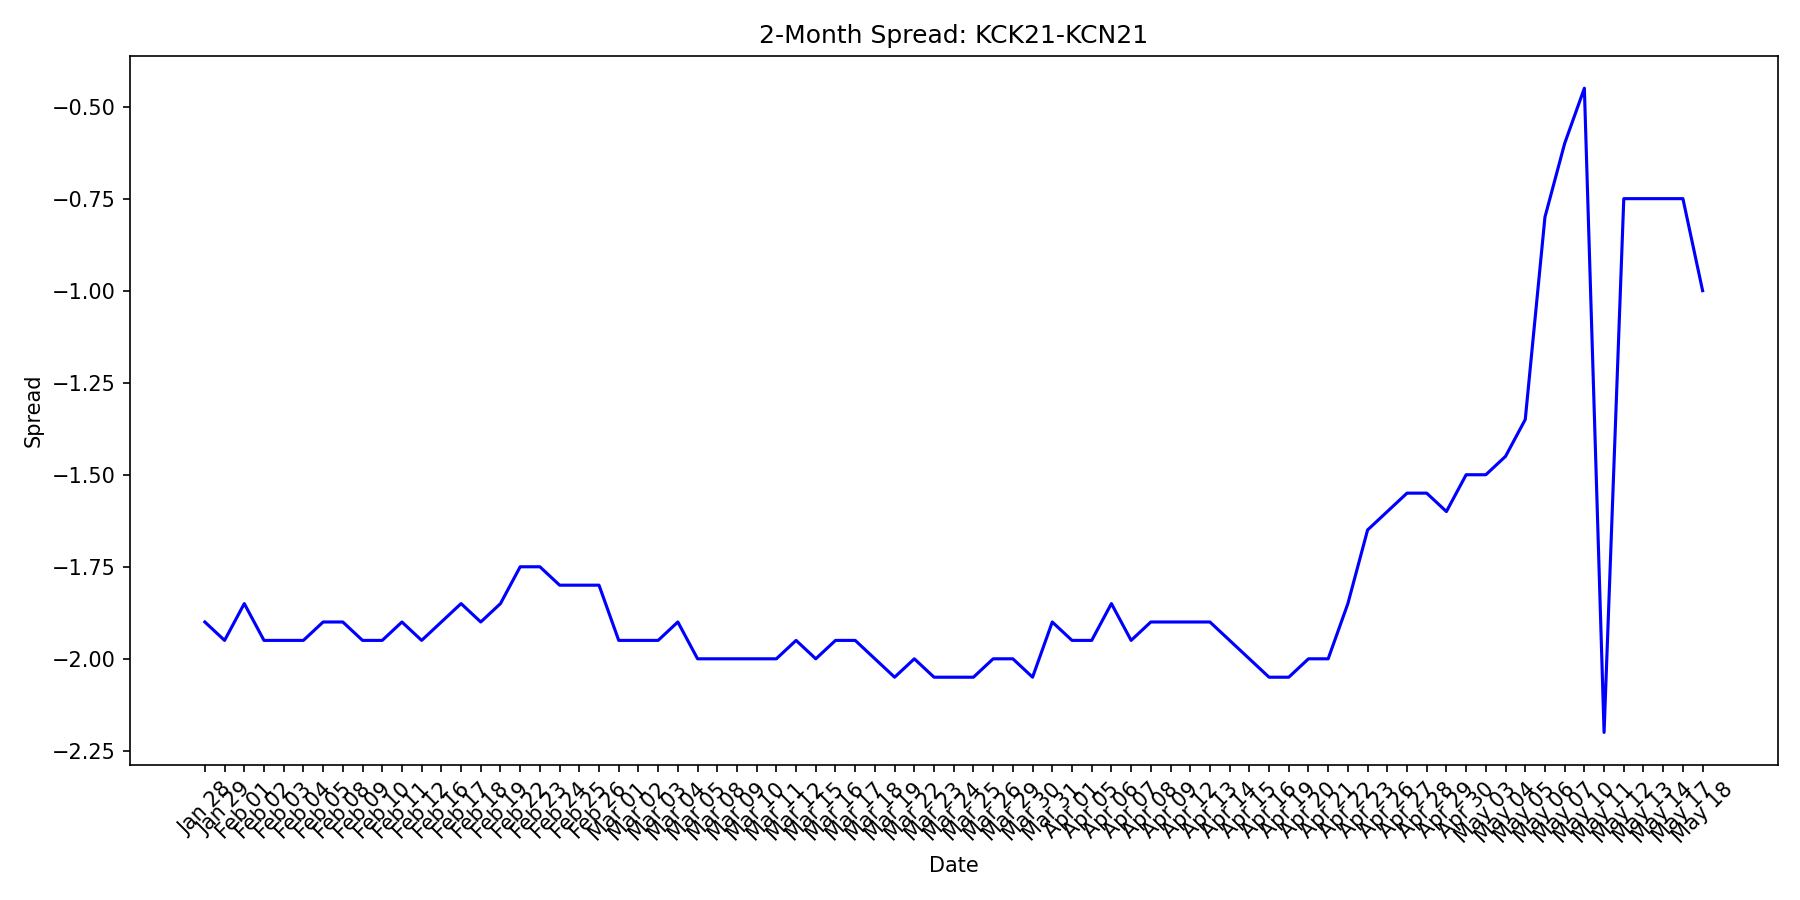 2-Month Spread: KCK21-KCN21
−0.50
−0.75
−1.00
−1.25
−1.50
−1.75
−2.00
−2.25
Spread
Jan 28
Jan 29
Feb 01
Feb 02
Feb 03
Feb 04
Feb 05
Feb 08
Feb 09
Feb 10
Feb 11
Feb 12
Feb 16
Feb 17
Feb 18
Feb 19
Feb 22
Feb 23
Feb 24
Feb 25
Feb 26
Mar 01
Mar 02
Mar 03
Mar 04
Mar 05
Mar 08
Mar 09
Mar 10
Mar 11
Mar 12
Mar 15
Mar 16
Mar 17
Mar 18
Mar 19
Mar 22
Mar 23
Mar 24
Mar 25
Mar 26
Mar 29
Mar 30
Mar 31
Apr 01
Apr 05
Apr 06
Apr 07
Apr 08
Apr 09
Apr 12
Apr 13
Apr 14
Apr 15
Apr 16
Apr 19
Apr 20
Apr 21
Apr 22
Apr 23
Apr 26
Apr 27
Apr 28
Apr 29
Apr 30
May 03
May 04
May 05
May 06
May 07
May 10
May 11
May 12
May 13
May 14
May 17
May 18
Date